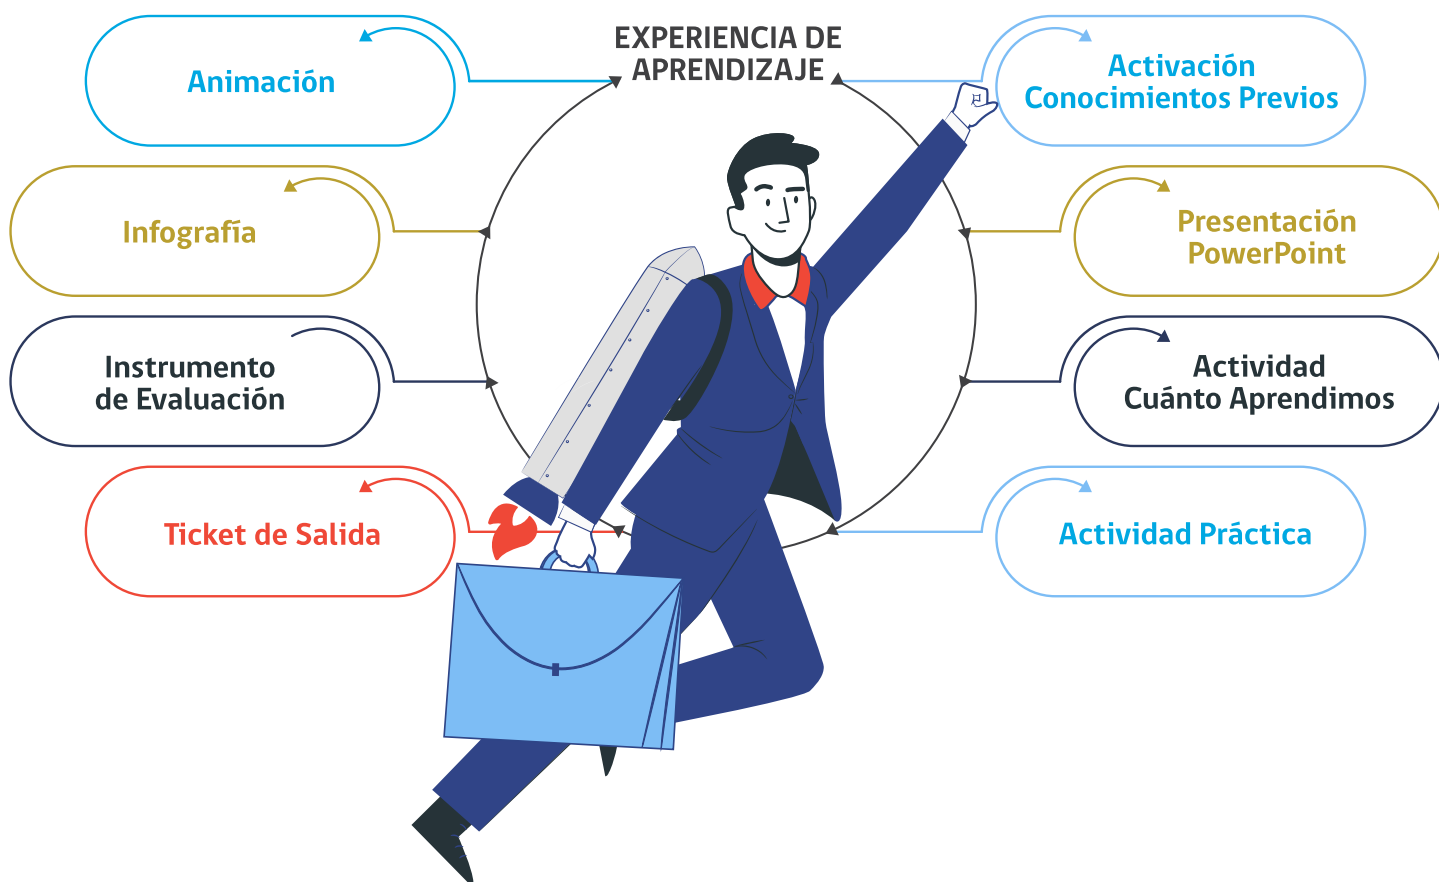 EXPERIENCIA DE
APRENDIZAJE
Animación
Infografía
Instrumento
de Evaluación
Ticket de Salida
Activación
Conocimientos Previos
Presentación
PowerPoint
Actividad
Cuánto Aprendimos
Actividad Práctica